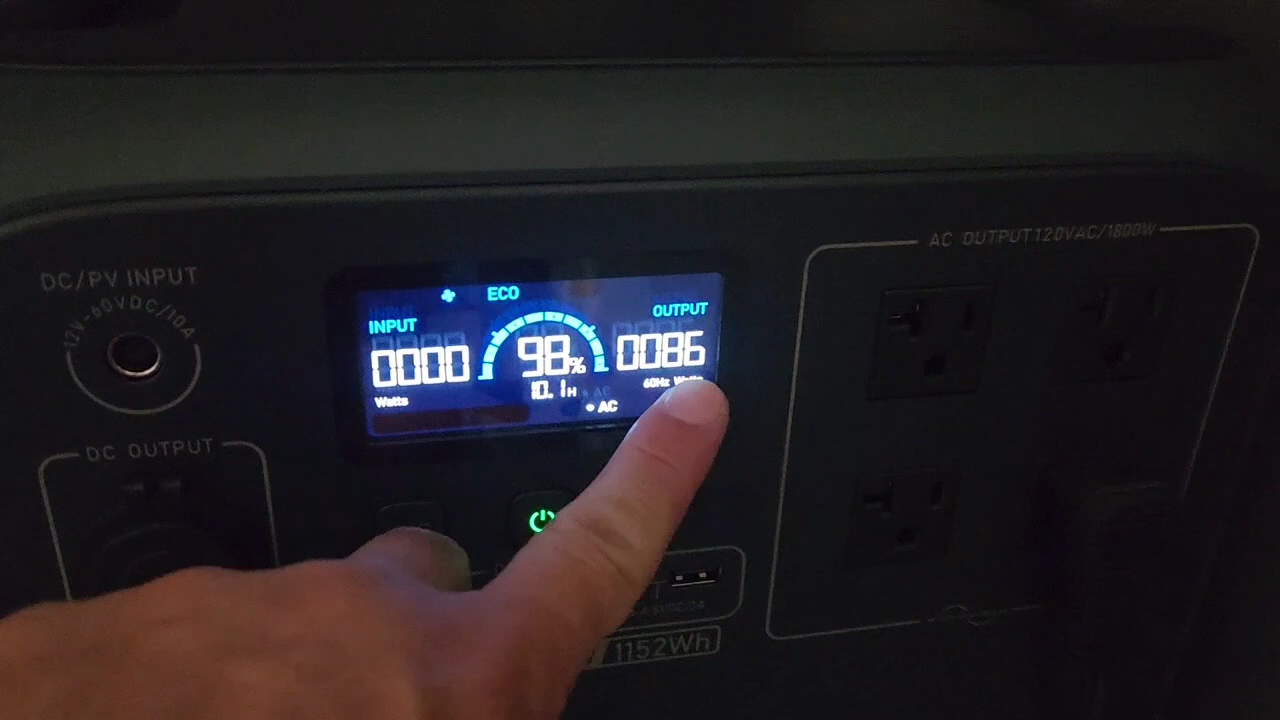 DC/PV INPUT
12V-60VDC/10A
DC OUTPUT
ECO
INPUT
0000
Watts
98%
10.1H
AC
OUTPUT
0086
60Hz Watts
AC OUTPUT 120VAC/1800W
1152Wh